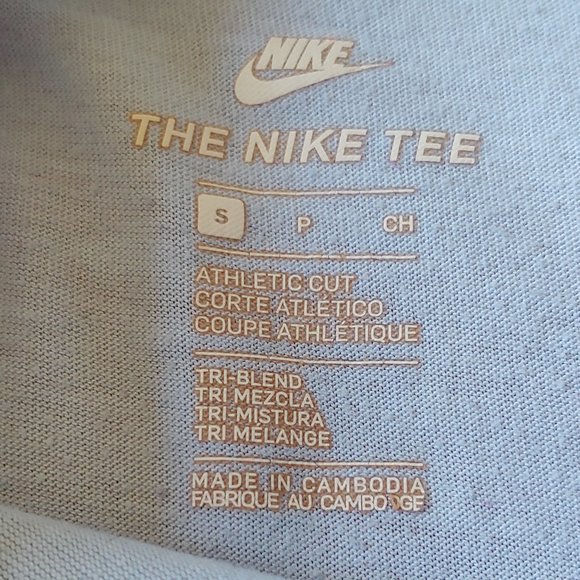 NIKE
THE NIKE TEE
S P CH
ATHLETIC CUT
CORTE ATLÉTICO
COUPE ATHLÉTIQUE
TRI-BLEND
TRI MEZCLA
TRI-MISTURA
TRI MÉLANGE
MADE IN CAMBODIA
FABRIQUÉ AU CAMBODGE